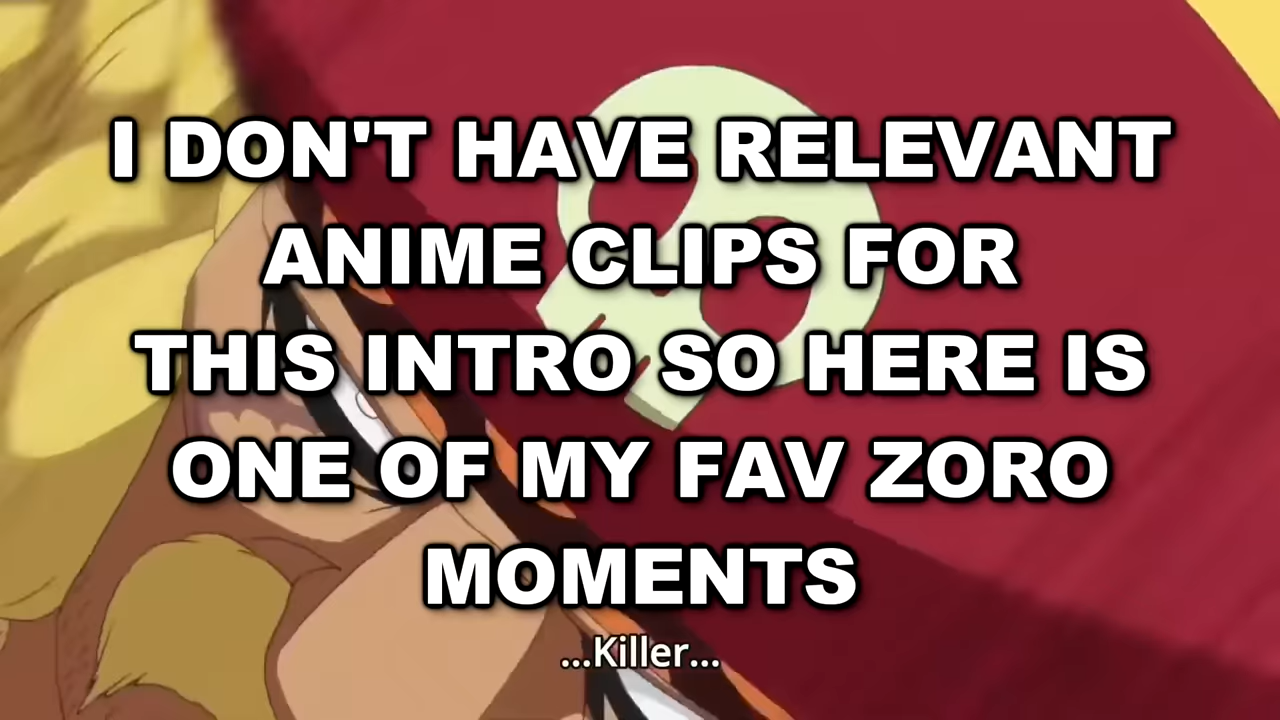 I DON'T HAVE RELEVANT
ANIME CLIPS FOR
THIS INTRO SO HERE IS
ONE OF MY FAV ZORO
MOMENTS
...Killer...